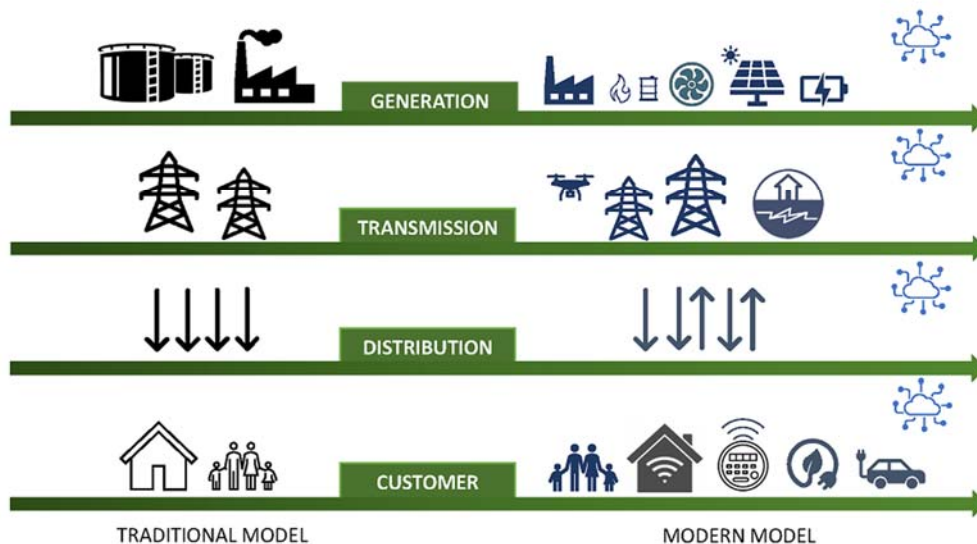 GENERATION
TRANSMISSION
DISTRIBUTION
CUSTOMER
TRADITIONAL MODEL
MODERN MODEL